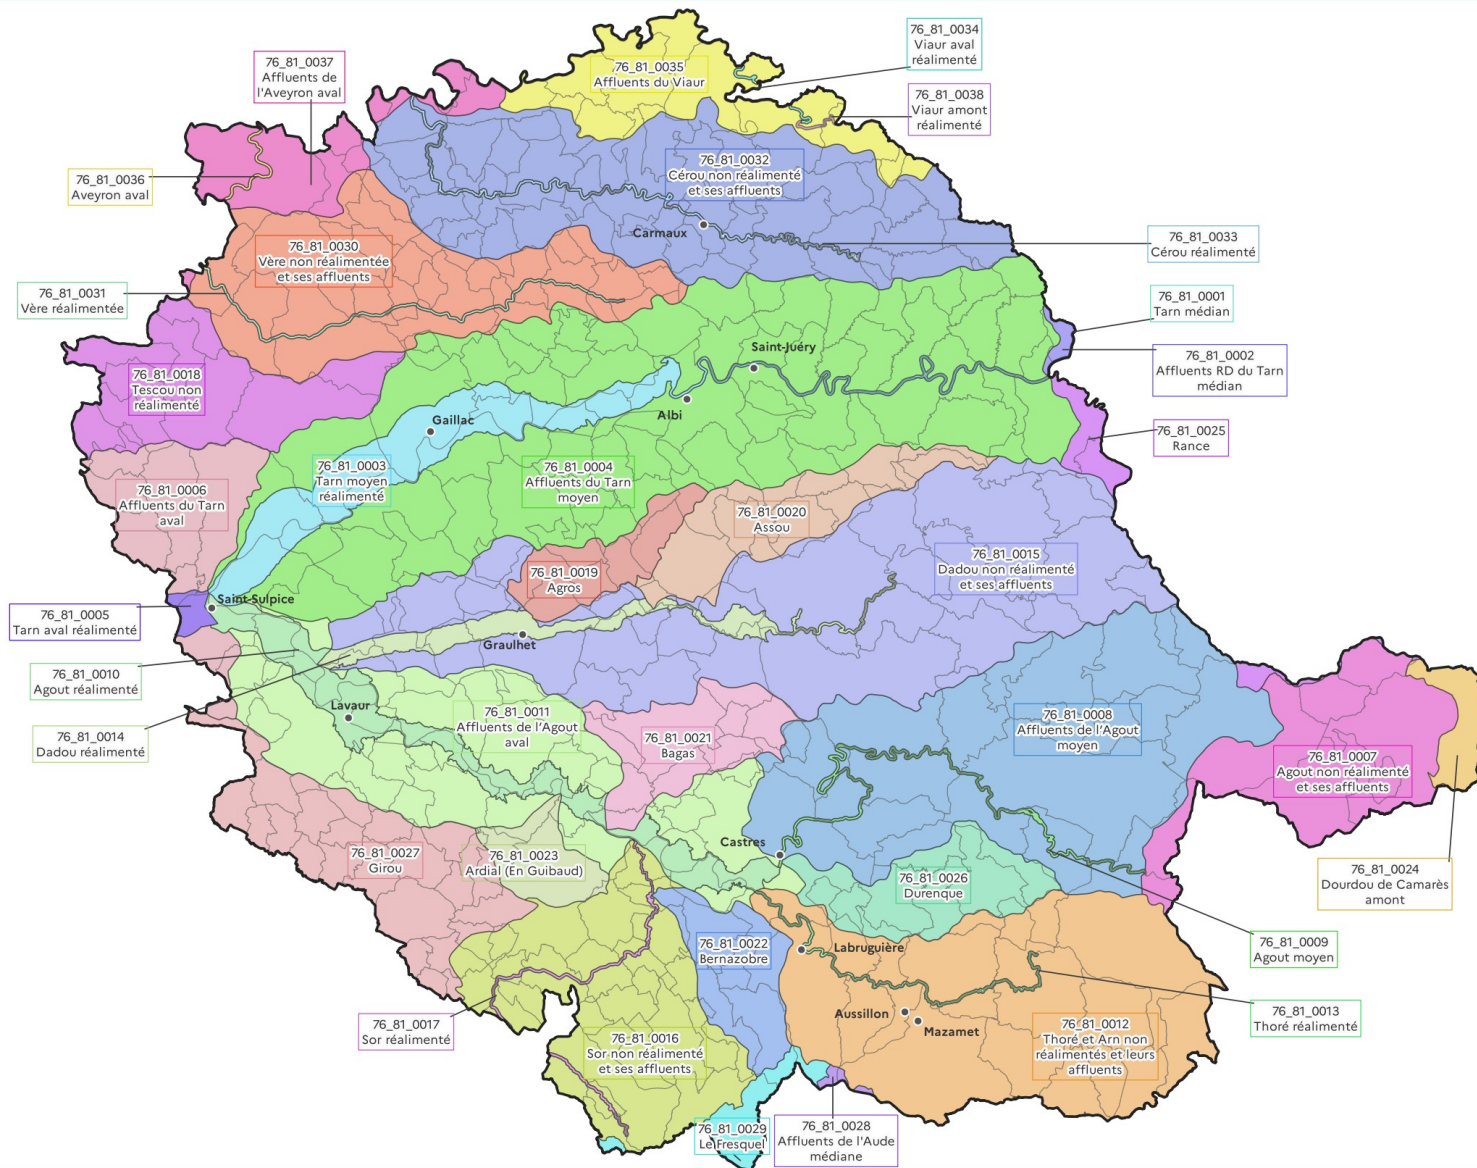 76_81_0034
Viaur aval
réalimenté
76_81_0037
Affluents de
l'Aveyron aval
76_81_0035
Affluents du Viaur
76_81_0038
Viaur amont
réalimenté
76_81_0036
Aveyron aval
76_81_0032
Cérou non réalimenté
et ses affluents
Carmaux
76_81_0033
Cérou réalimenté
76_81_0030
Vère non réalimentée
et ses affluents
76_81_0031
Vère réalimentée
76_81_0001
Tarn médian
76_81_0002
Affluents RD du Tarn
médian
Saint-Juéry
76_81_0018
Tescou non
réalimenté
Albi
Gaillac
76_81_0025
Rance
76_81_0003
Tarn moyen
réalimenté
76_81_0004
Affluents du Tarn
moyen
76_81_0006
Affluents du Tarn
aval
76_81_0020
Assou
76_81_0015
Dadou non réalimenté
et ses affluents
76_81_0019
Agros
Saint-Sulpice
76_81_0005
Tarn aval réalimenté
Graulhet
76_81_0010
Agout réalimenté
Lavaur
76_81_0011
Affluents de l'Agout
aval
76_81_0008
Affluents de l'Agout
moyen
76_81_0014
Dadou réalimenté
76_81_0021
Bagas
76_81_0007
Agout non réalimenté
et ses affluents
Castres
76_81_0027
Girou
76_81_0023
Ardial (En Guibaud)
76_81_0026
Durenque
76_81_0024
Dourdou de Camarès
amont
76_81_0022
Bernazobre
Labruguière
76_81_0009
Agout moyen
76_81_0013
Thoré réalimenté
Aussillon
Mazamet
76_81_0017
Sor réalimenté
76_81_0016
Sor non réalimenté
et ses affluents
76_81_0012
Thoré et Arn non
réalimentés et leurs
affluents
76_81_0029
Le Fresquel
76_81_0028
Affluents de l'Aude
médiane